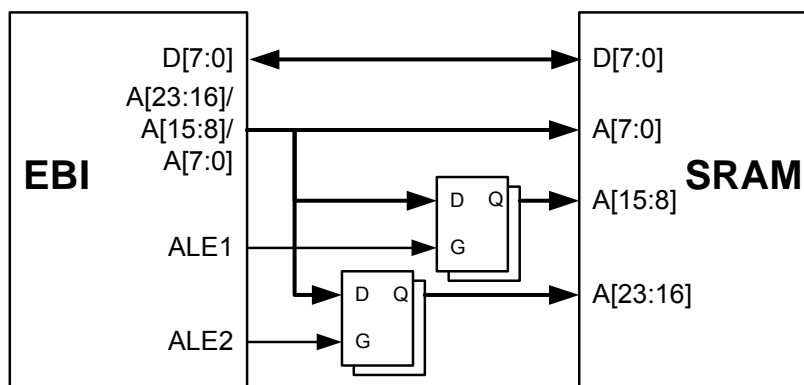 D[7:0]
A[23:16]/
A[15:8]/
A[7:0]
EBI
ALE1
ALE2
D Q
G
D Q
G
D[7:0]
A[7:0]
SRAM
A[15:8]
A[23:16]